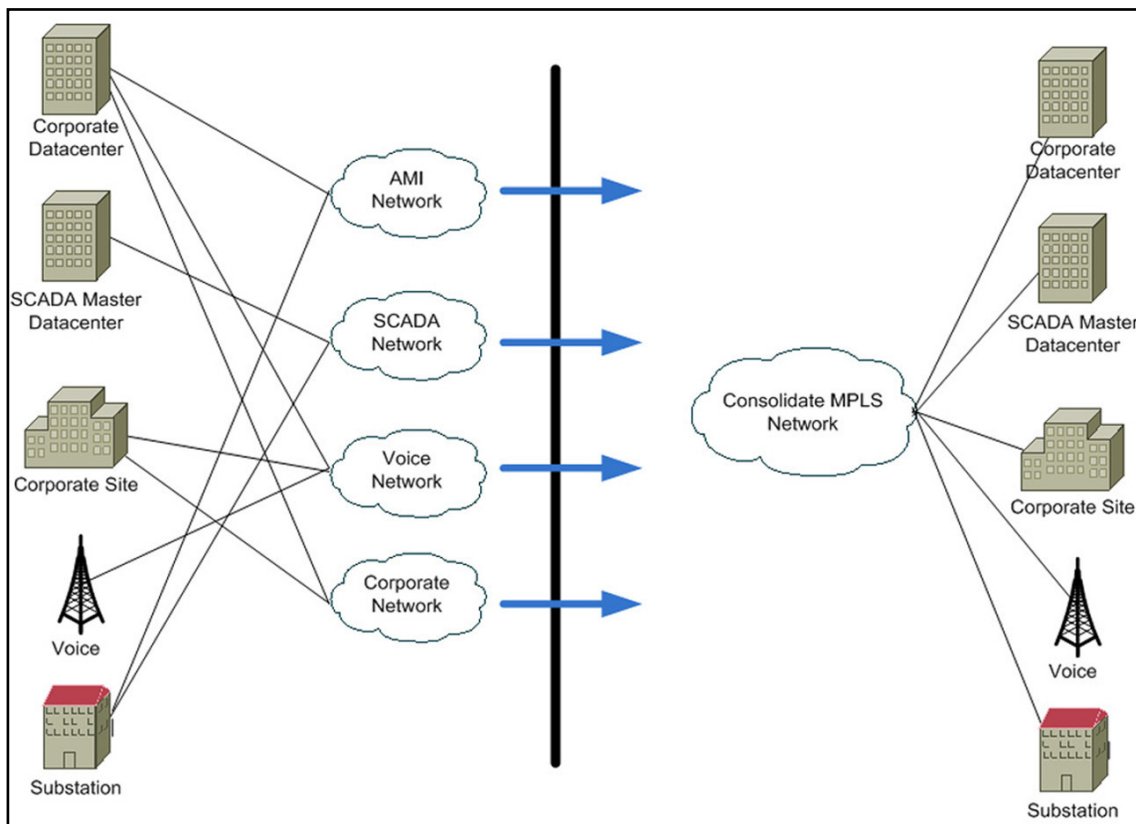 Corporate
Datacenter
SCADA Master
Datacenter
Corporate Site
Voice
Substation
AMI
Network
SCADA
Network
Voice
Network
Corporate
Network
Consolidate MPLS
Network
Corporate
Datacenter
SCADA Master
Datacenter
Corporate Site
Voice
Substation